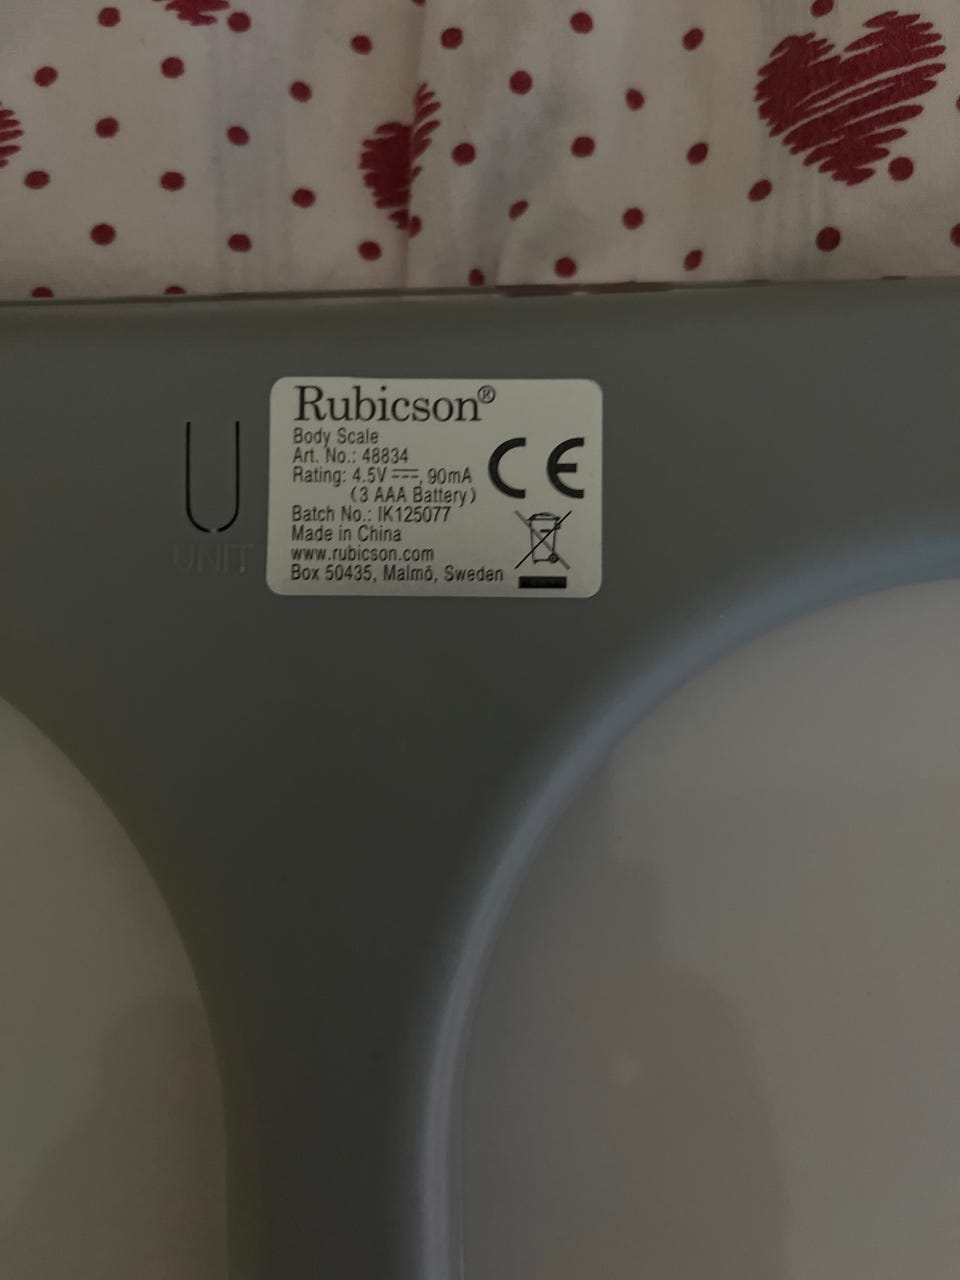 Rubicson®
Body Scale
Art. No.: 48834
Rating: 4.5V ⎓, 90mA
(3 AAA Battery)
Batch No.: IK125077
Made in China
www.rubicson.com
Box 50435, Malmö, Sweden
CE
UNIT